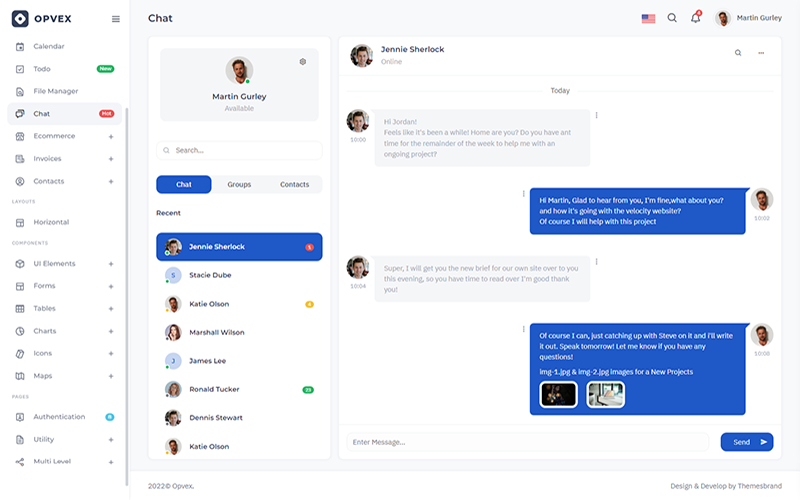 OPVEX
Calendar
Todo
New
File Manager
Chat
Hot
Ecommerce
Invoices
Contacts
LAYOUTS
Horizontal
COMPONENTS
UI Elements
Forms
Tables
Charts
Icons
Maps
PAGES
Authentication
8
Utility
Multi Level
Chat
Martin Gurley
Martin Gurley
Available
Search...
Chat
Groups
Contacts
Recent
Jennie Sherlock
1
S
Stacie Dube
Katie Olson
Marshall Wilson
J
James Lee
Ronald Tucker
23
Dennis Stewart
Katie Olson
Jennie Sherlock
Online
Today
Hi Jordan!
Feels like it's been a while! Home are you? Do you have ant
time for the remainder of the week to help me with an
ongoing project?
10:00
Hi Martin, Glad to hear from you, I'm fine,what about you?
and how it's going with the velocity website?
Of course I will help with this project
10:02
Super, I will get you the new brief for our own site over to you
this evening, so you have time to read over I'm good thank
you!
10:04
Of course I can, just catching up with Steve on it and i'll write
it out. Speak tomorrow! Let me know if you have any
questions!
img-1.jpg & img-2.jpg images for a New Projects
10:08
Enter Message...
Send
2022© Opvex.
Design & Develop by Themesbrand